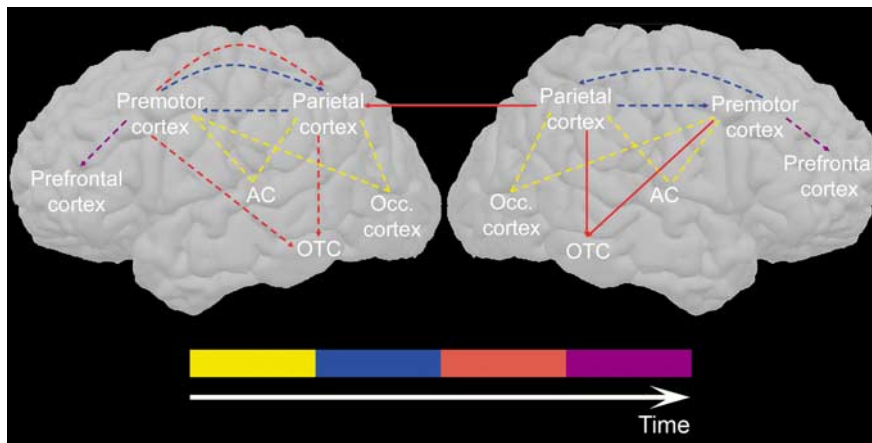 Premotor
cortex
Parietal
cortex
Prefrontal
cortex
AC
Occ.
cortex
OTC
Parietal
cortex
Premotor
cortex
Prefrontal
cortex
Occ.
cortex
AC
OTC
Time